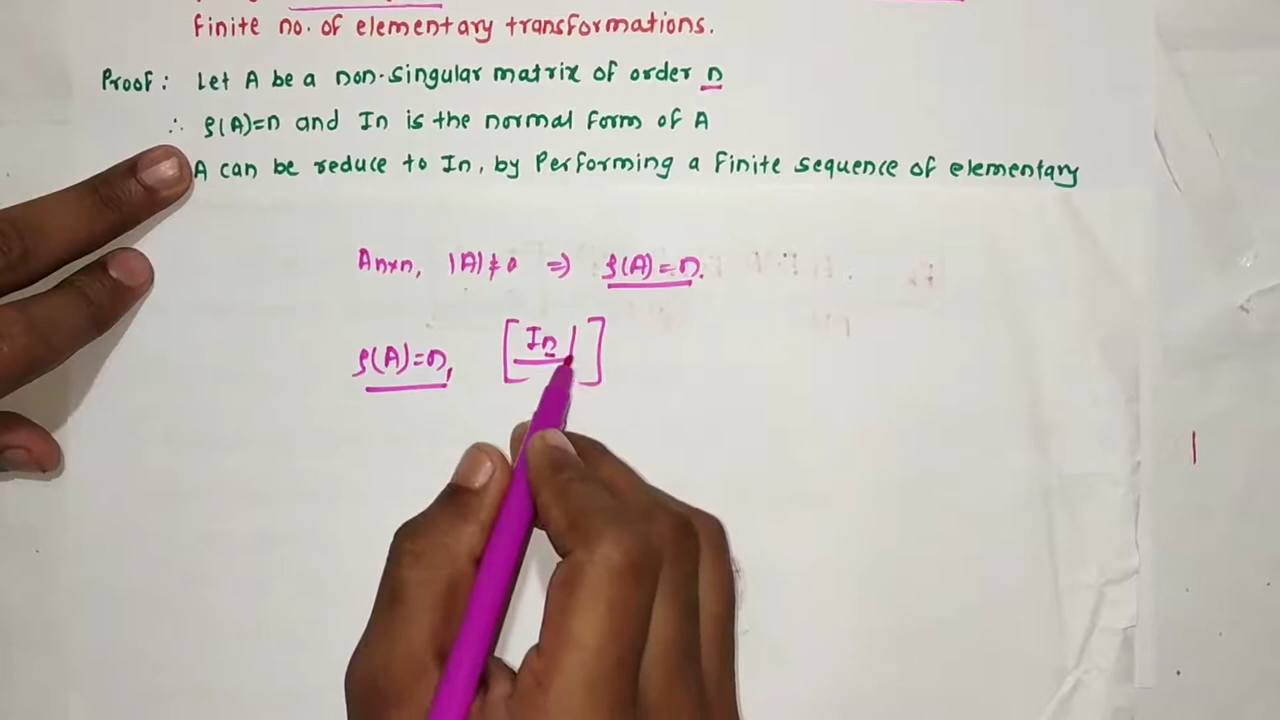 Finite no. of elementary transformations.
Proof: Let A be a non-singular matrix of order n
∴ ρ(A)=n and In is the normal form of A
A can be reduce to In, by Performing a Finite sequence of elementary
An×n, |A|≠0 ⇒ ρ(A)=n.
ρ(A)=n, [In| ]